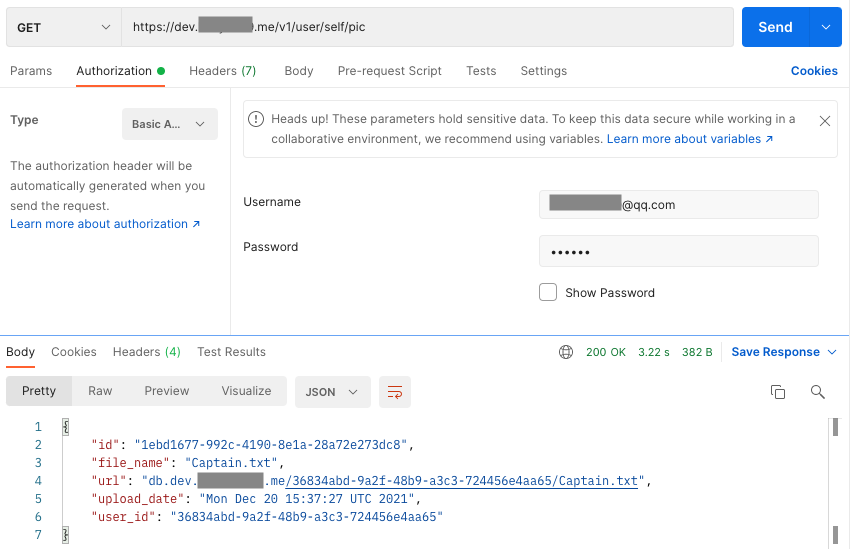 GET
https://dev. .me/v1/user/self/pic
Send
Params Authorization Headers (7) Body Pre-request Script Tests Settings Cookies
Type
Basic A...
The authorization header will be
automatically generated when you
send the request.
Learn more about authorization ↗
Heads up! These parameters hold sensitive data. To keep this data secure while working in a
collaborative environment, we recommend using variables. Learn more about variables ↗
Username
@qq.com
Password
••••••
Show Password
Body Cookies Headers (4) Test Results
200 OK 3.22 s 382 B Save Response
Pretty Raw Preview Visualize JSON
1 {
2 "id": "1ebd1677-992c-4190-8e1a-28a72e273dc8",
3 "file_name": "Captain.txt",
4 "url": "db.dev. .me/36834abd-9a2f-48b9-a3c3-724456e4aa65/Captain.txt",
5 "upload_date": "Mon Dec 20 15:37:27 UTC 2021",
6 "user_id": "36834abd-9a2f-48b9-a3c3-724456e4aa65"
7 }